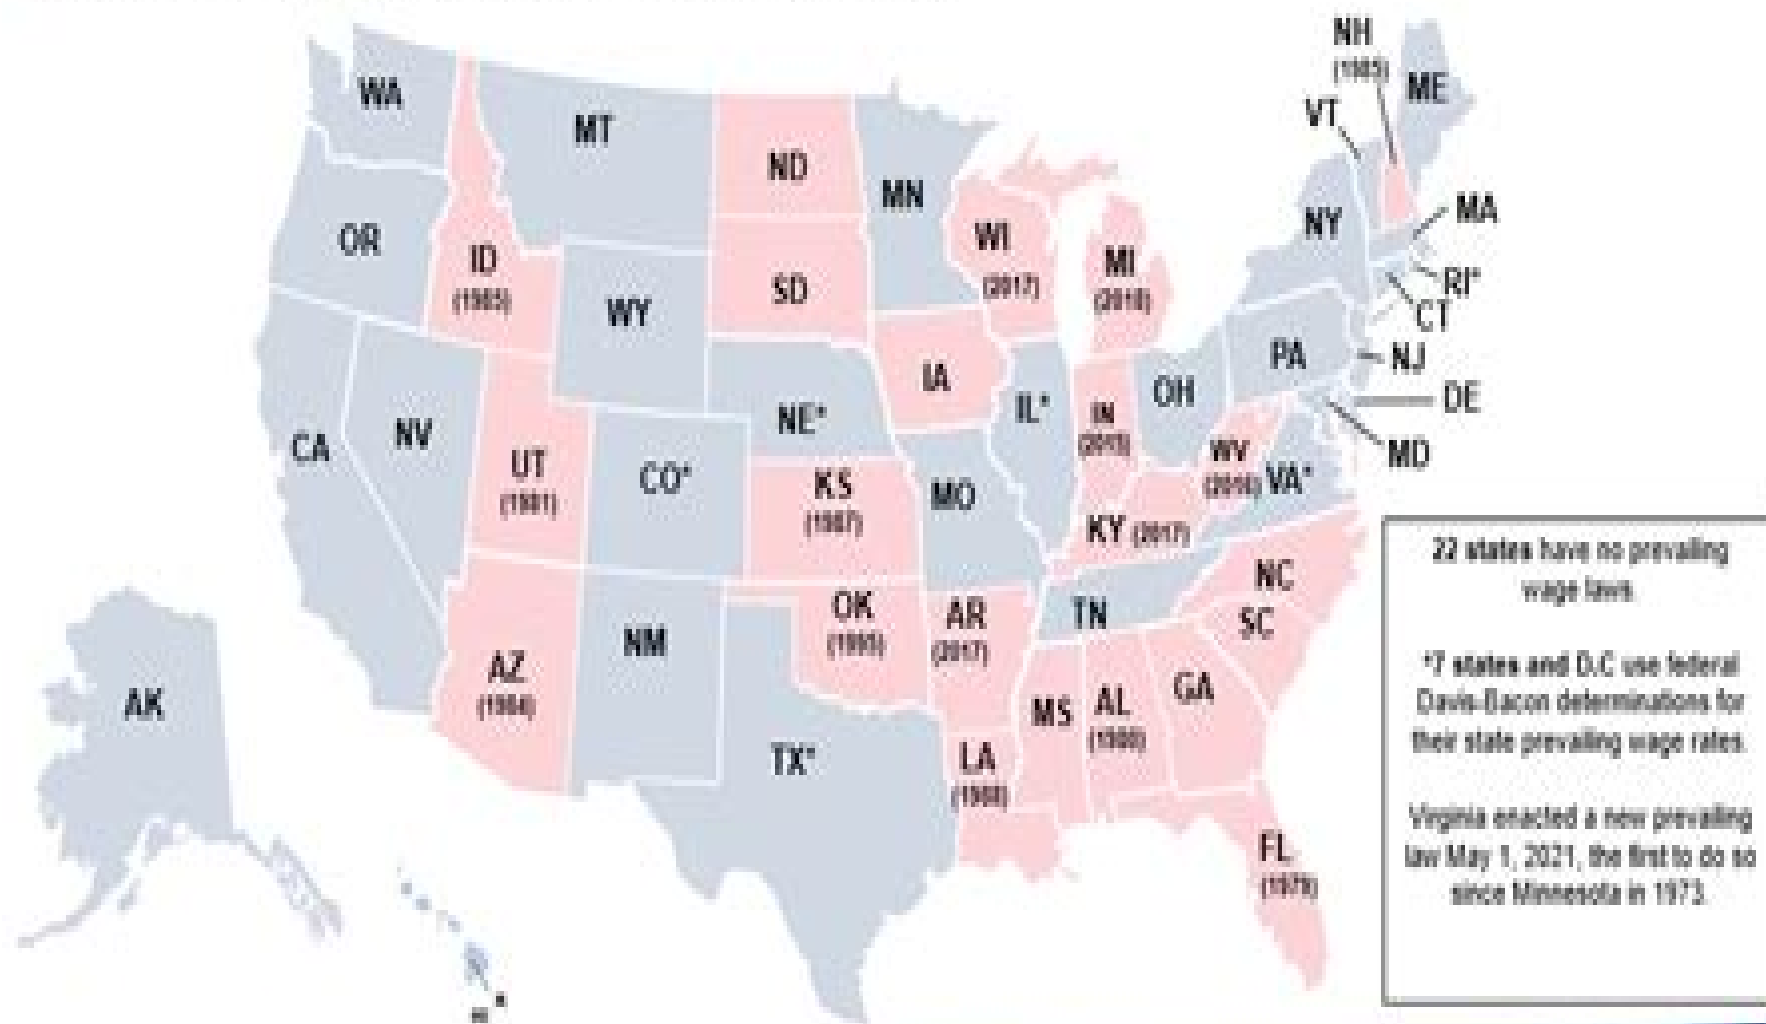 NH
(1985)
ME
WA
VT
MT
ND
MN
MA
NY
OR
WI
(2017)
ID
(1985)
MI
(2018)
SD
RI*
WY
CT
PA
NJ
IA
OH
DE
NE*
IL*
IN
(2015)
NV
CA
WV
(2016)
MD
UT
(1981)
CO*
VA*
KS
(1987)
MO
KY (2017)
NC
TN
OK
(1995)
AR
(2017)
SC
NM
AZ
(1984)
GA
AK
MS
AL
(1980)
TX*
LA
(1988)
FL
(1979)
22 states have no prevailing
wage laws
*7 states and D.C use federal
Davis-Bacon determinations for
their state prevailing wage rates.
Virginia enacted a new prevailing
law May 1, 2021, the first to do so
since Minnesota in 1973.